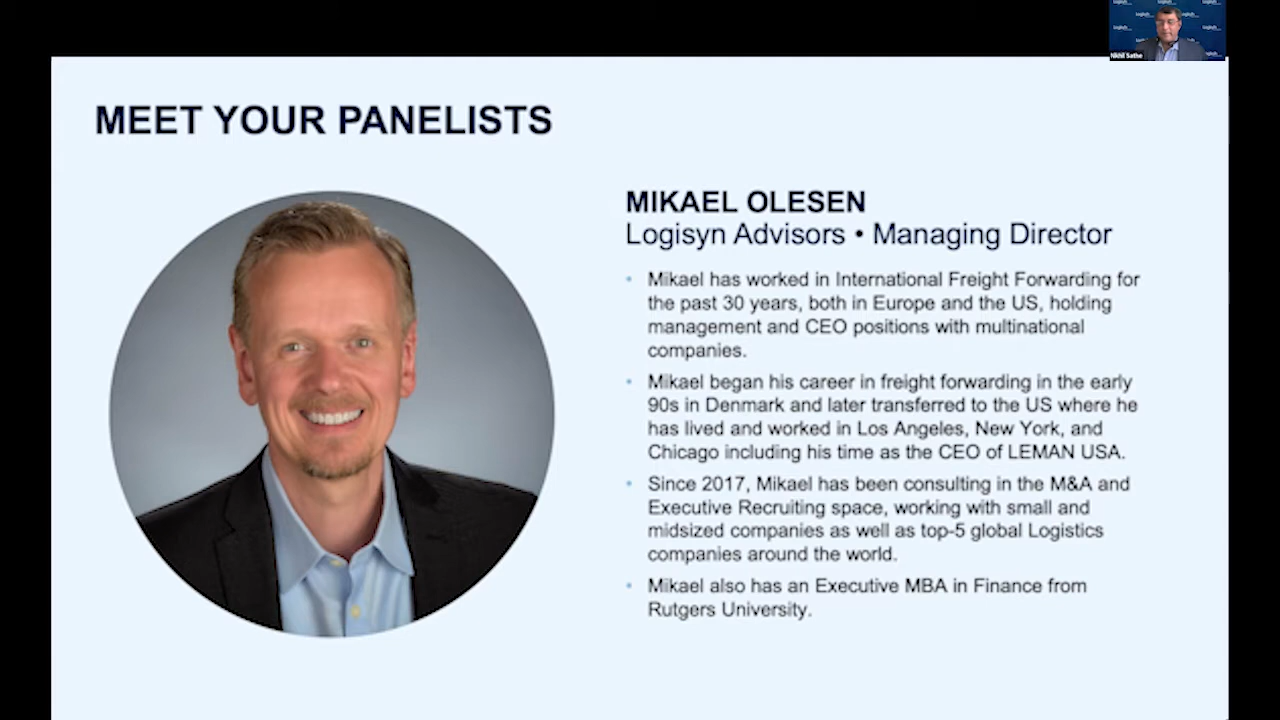 Logisyn
Logisyn
Nikhil Sathe
MEET YOUR PANELISTS
MIKAEL OLESEN
Logisyn Advisors • Managing Director
• Mikael has worked in International Freight Forwarding for
the past 30 years, both in Europe and the US, holding
management and CEO positions with multinational
companies.
• Mikael began his career in freight forwarding in the early
90s in Denmark and later transferred to the US where he
has lived and worked in Los Angeles, New York, and
Chicago including his time as the CEO of LEMAN USA.
• Since 2017, Mikael has been consulting in the M&A and
Executive Recruiting space, working with small and
midsized companies as well as top-5 global Logistics
companies around the world.
• Mikael also has an Executive MBA in Finance from
Rutgers University.